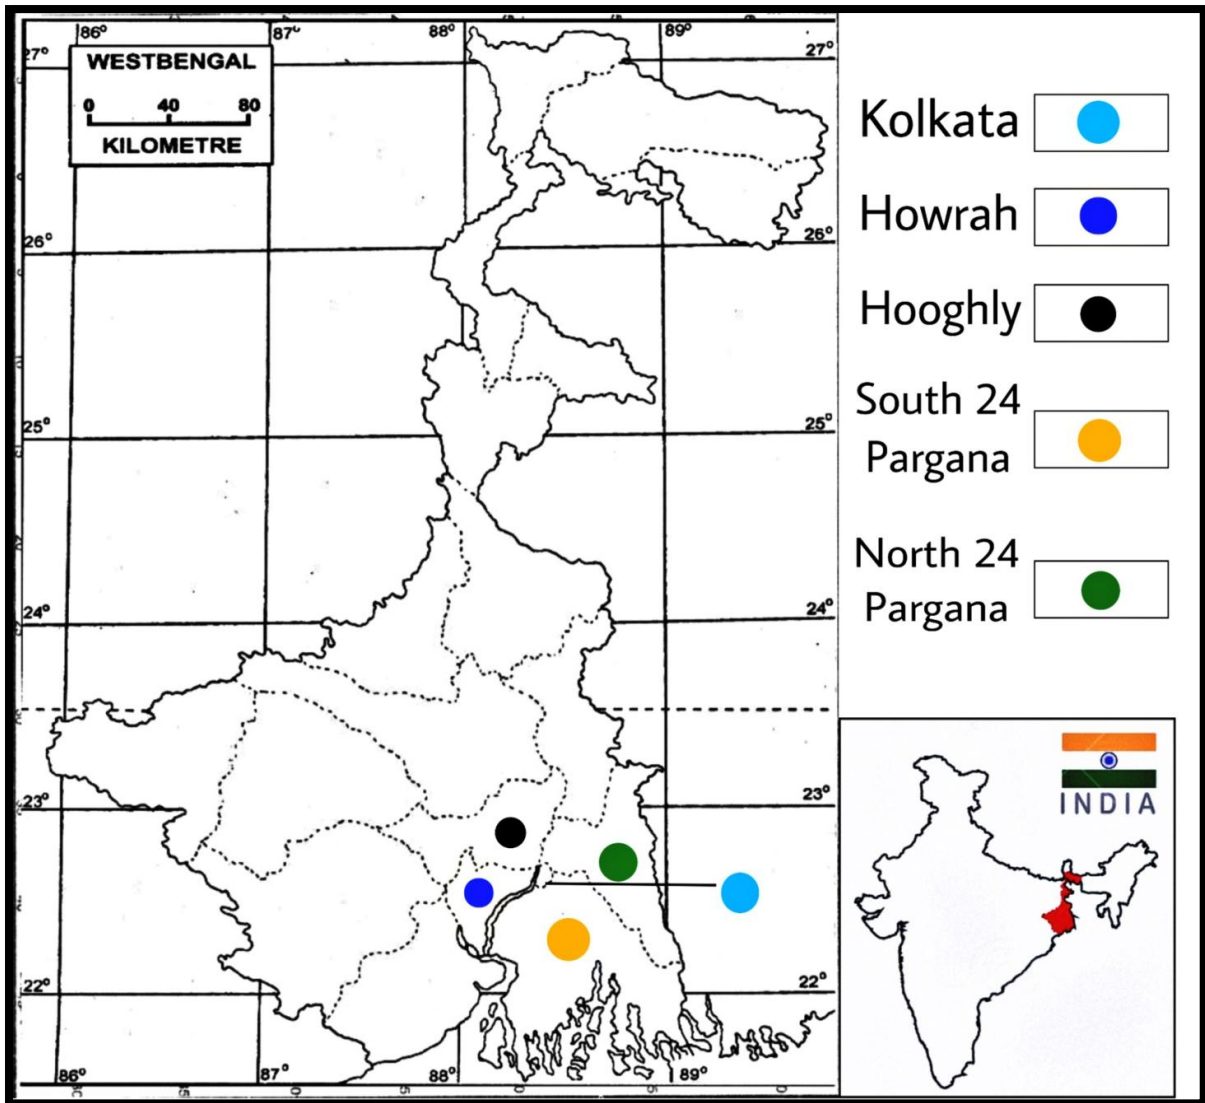 86° 87° 88° 89°
27° 27°
WESTBENGAL
0 40 80
KILOMETRE
26° 26°
25° 25°
24° 24°
23° 23°
22° 22°
86° 87° 88° 89°
Kolkata
Howrah
Hooghly
South 24
Pargana
North 24
Pargana
INDIA